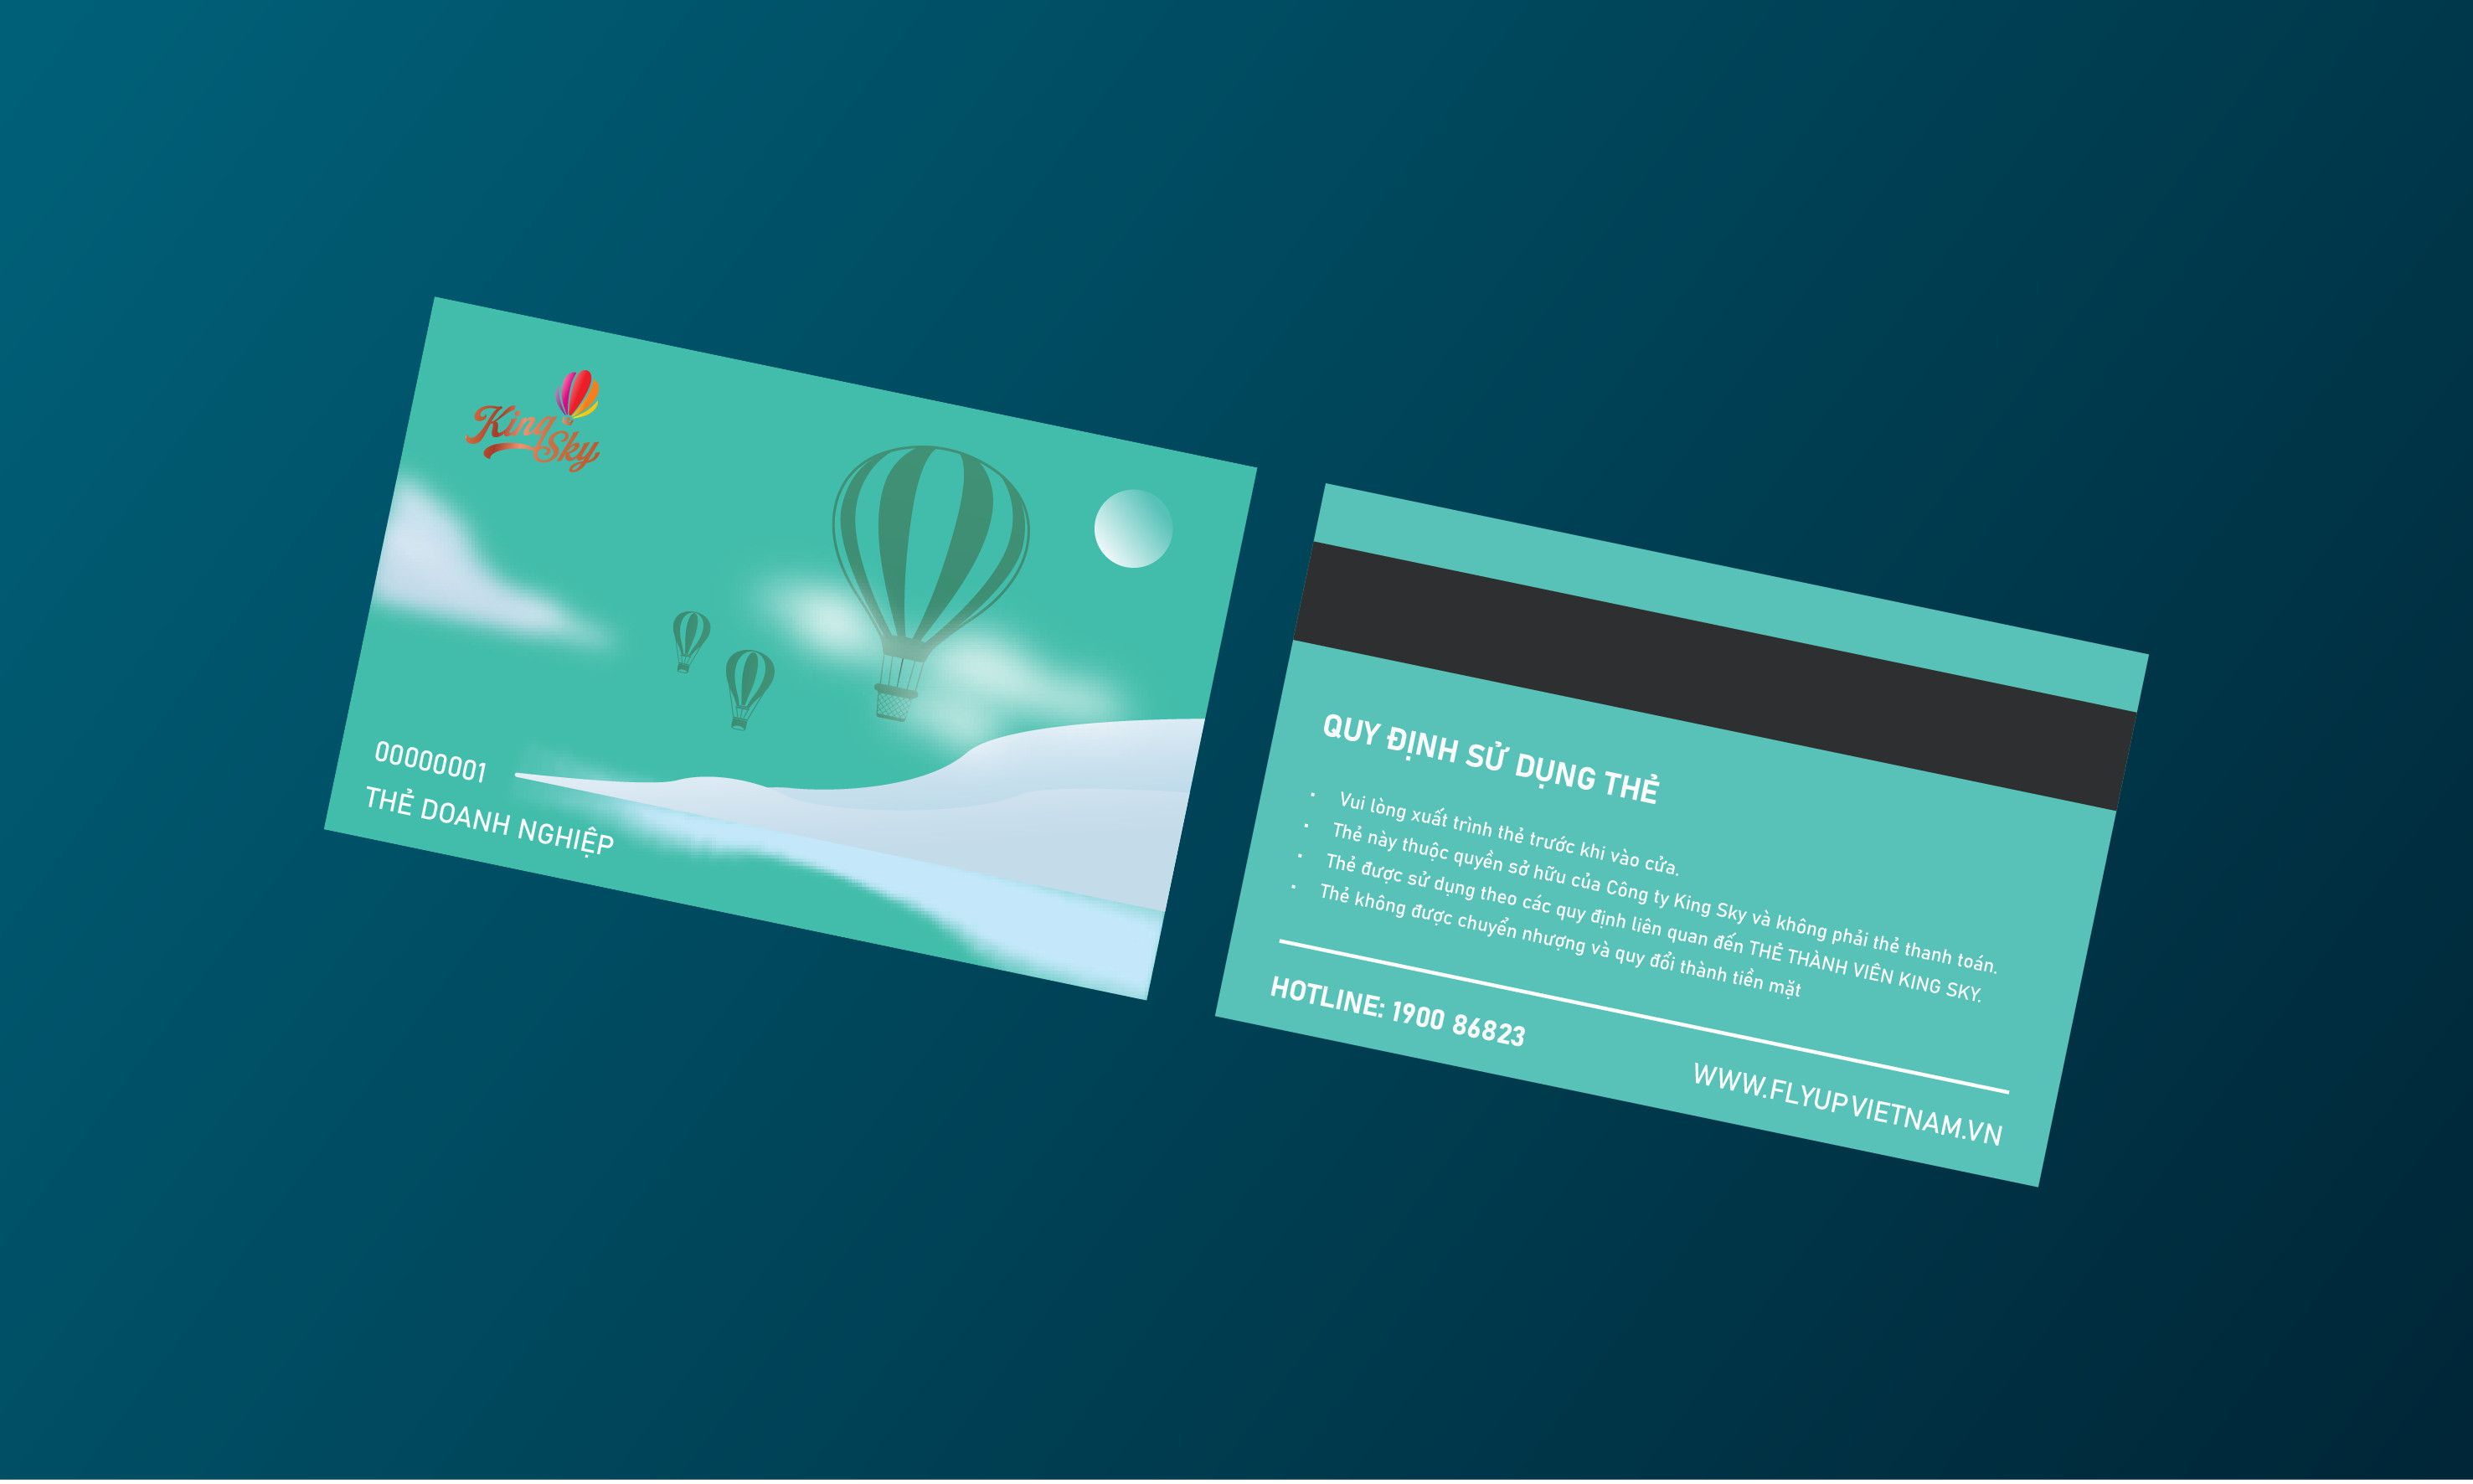 King
Sky
00000001
THẺ DOANH NGHIỆP
QUY ĐỊNH SỬ DỤNG THẺ
• Vui lòng xuất trình thẻ trước khi vào cửa.
• Thẻ này thuộc quyền sở hữu của Công ty King Sky và không phải thẻ thanh toán.
• Thẻ được sử dụng theo các quy định liên quan đến THẺ THÀNH VIÊN KING SKY.
• Thẻ không được chuyển nhượng và quy đổi thành tiền mặt
HOTLINE: 1900 86823
WWW.FLYUPVIETNAM.VN